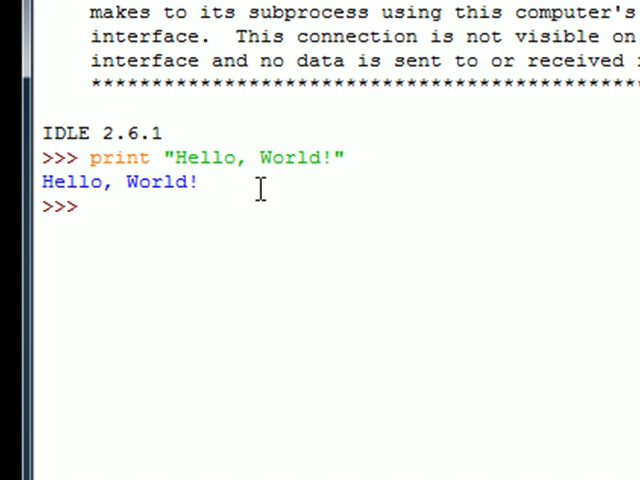 makes to its subprocess using this computer's
interface.  This connection is not visible on
interface and no data is sent to or received
**********************************************
IDLE 2.6.1
>>> print "Hello, World!"
Hello, World!
>>>